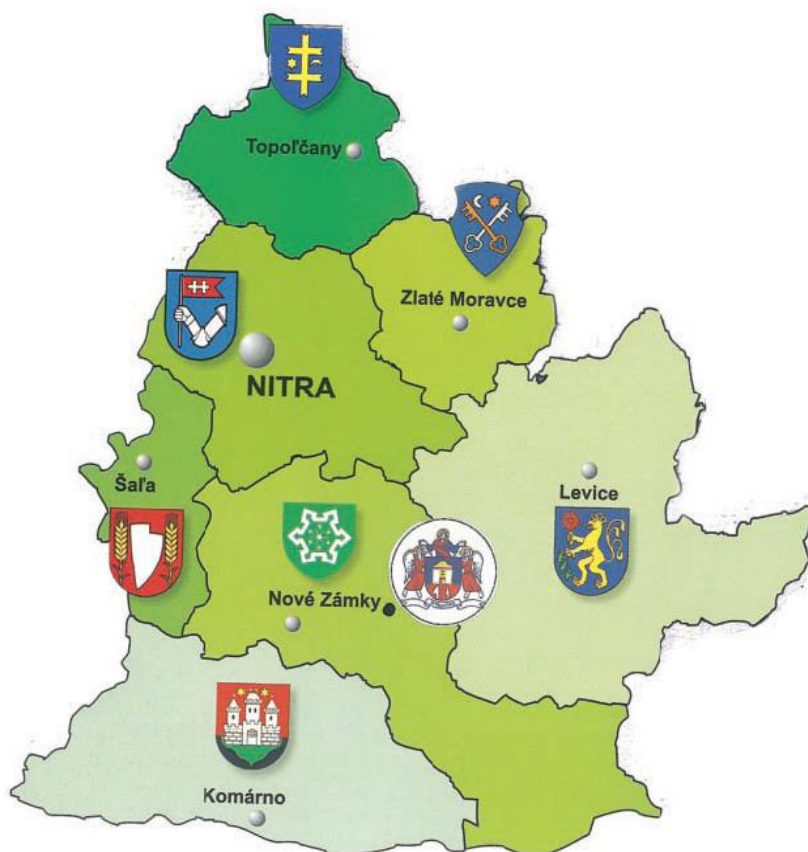 Topoľčany
Zlaté Moravce
NITRA
Šaľa
Levice
Nové Zámky
Komárno